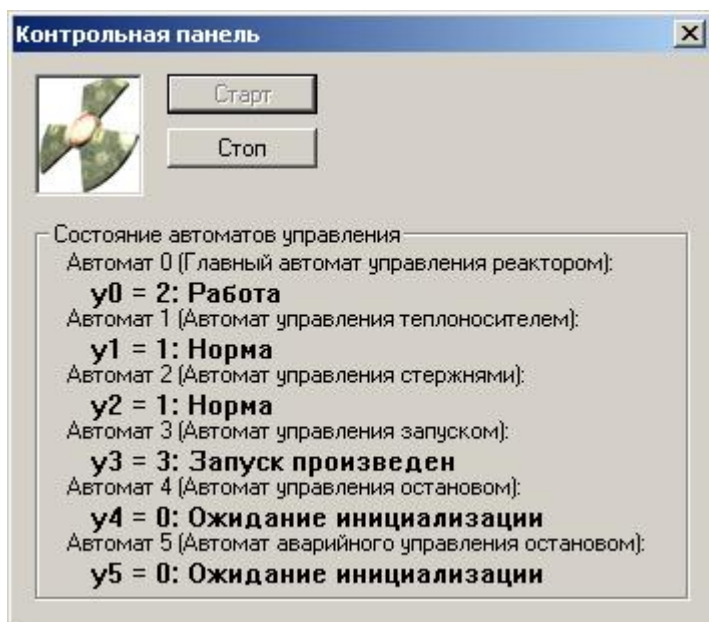 Контрольная панель
Старт
Стоп
Состояние автоматов управления
Автомат 0 (Главный автомат управления реактором):
y0 = 2: Работа
Автомат 1 (Автомат управления теплоносителем):
y1 = 1: Норма
Автомат 2 (Автомат управления стержнями):
y2 = 1: Норма
Автомат 3 (Автомат управления запуском):
y3 = 3: Запуск произведен
Автомат 4 (Автомат управления остановом):
y4 = 0: Ожидание инициализации
Автомат 5 (Автомат аварийного управления остановом):
y5 = 0: Ожидание инициализации